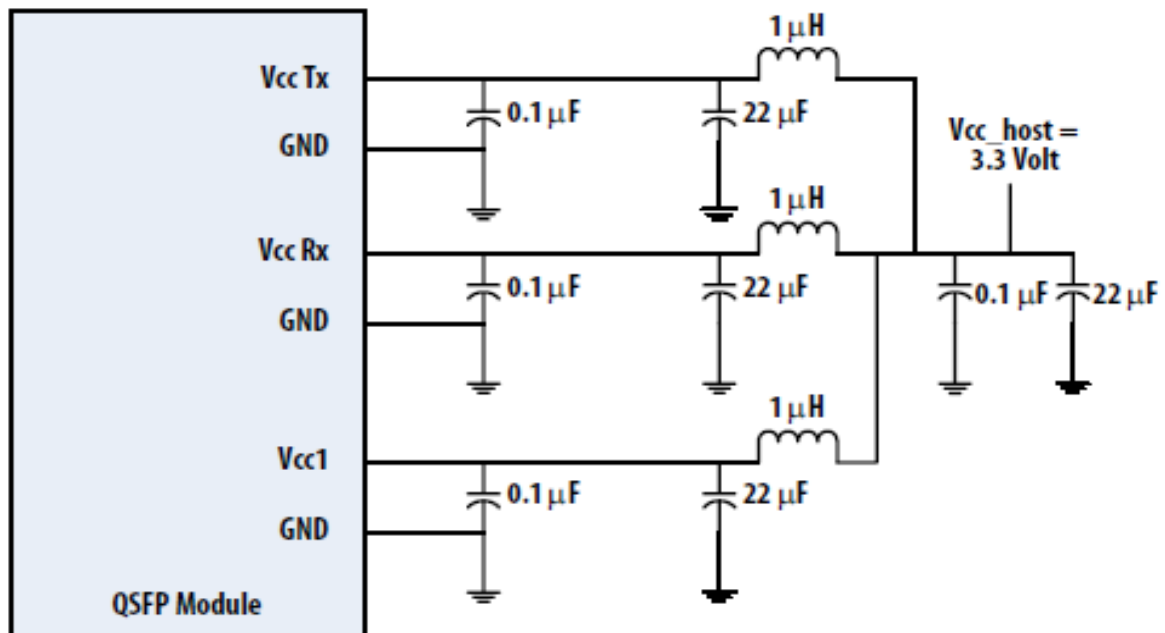 1 μH
Vcc Tx
0.1 μF
22 μF
GND
Vcc_host =
3.3 Volt
1 μH
Vcc Rx
0.1 μF
22 μF
0.1 μF
22 μF
GND
1 μH
Vcc1
0.1 μF
22 μF
GND
QSFP Module